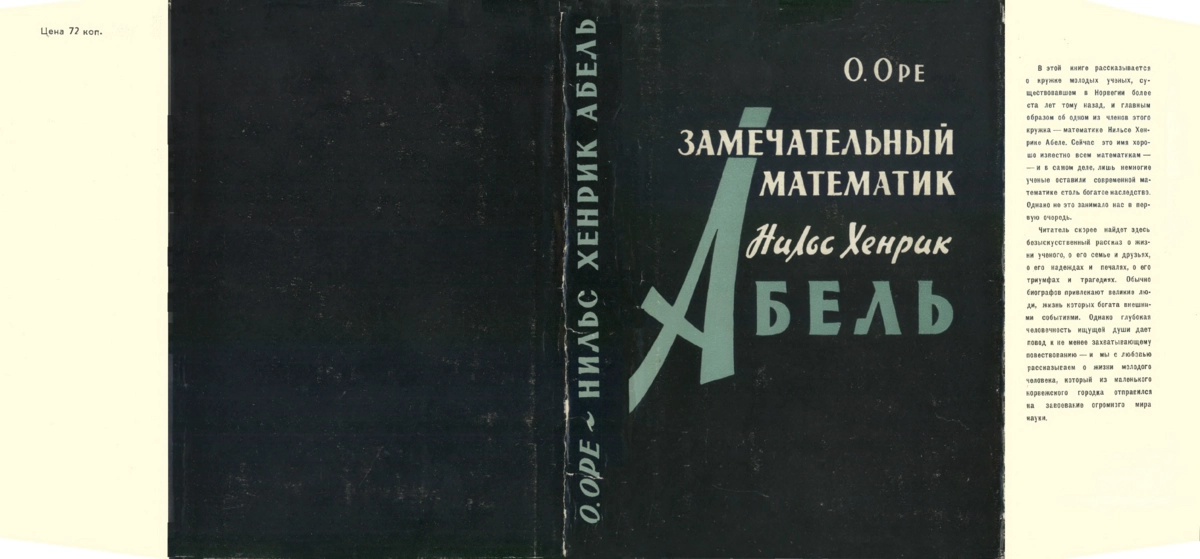 Цена 72 коп.
О. ОРЕ ~ НИЛЬС ХЕНРИК АБЕЛЬ
О. ОРЕ
ЗАМЕЧАТЕЛЬНЫЙ
МАТЕМАТИК
Нильс Хенрик
АБЕЛЬ
В этой книге рассказывается
о кружке молодых ученых, су-
ществовавшем в Норвегии более
ста лет тому назад, и главным
образом об одном из членов этого
кружка — математике Нильсе Хен-
рике Абеле. Сейчас это имя хоро-
шо известно всем математикам —
— и в самом деле, лишь немногие
ученые оставили современной ма-
тематике столь богатое наследство.
Однако не это занимало нас в пер-
вую очередь.
Читатель скорее найдет здесь
безыскусственный рассказ о жиз-
ни ученого, о его семье и друзьях,
о его надеждах и печалях, о его
триумфах и трагедиях. Обычно
биографов привлекают великие лю-
ди, жизнь которых богата внешни-
ми событиями. Однако глубокая
человечность ищущей души дает
повод к не менее захватывающему
повествованию — и мы с любовью
рассказываем о жизни молодого
человека, который из маленького
норвежского городка отправился
на завоевание огромного мира
науки.